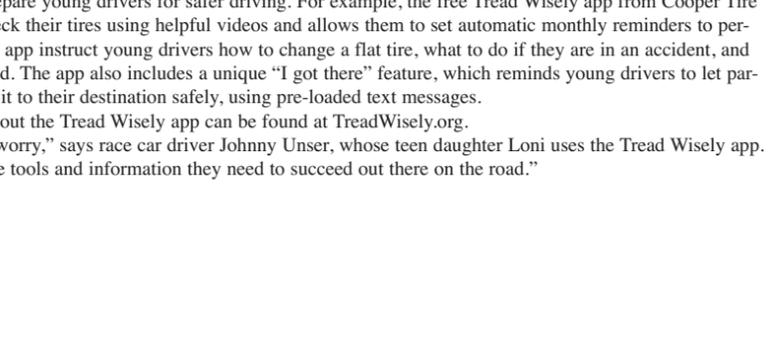 pare young drivers for safer driving. For example, the free Tread Wisely app from Cooper Tire
ck their tires using helpful videos and allows them to set automatic monthly reminders to per-
app instruct young drivers how to change a flat tire, what to do if they are in an accident, and
d. The app also includes a unique “I got there” feature, which reminds young drivers to let par-
it to their destination safely, using pre-loaded text messages.
out the Tread Wisely app can be found at TreadWisely.org.
worry,” says race car driver Johnny Unser, whose teen daughter Loni uses the Tread Wisely app.
e tools and information they need to succeed out there on the road.”